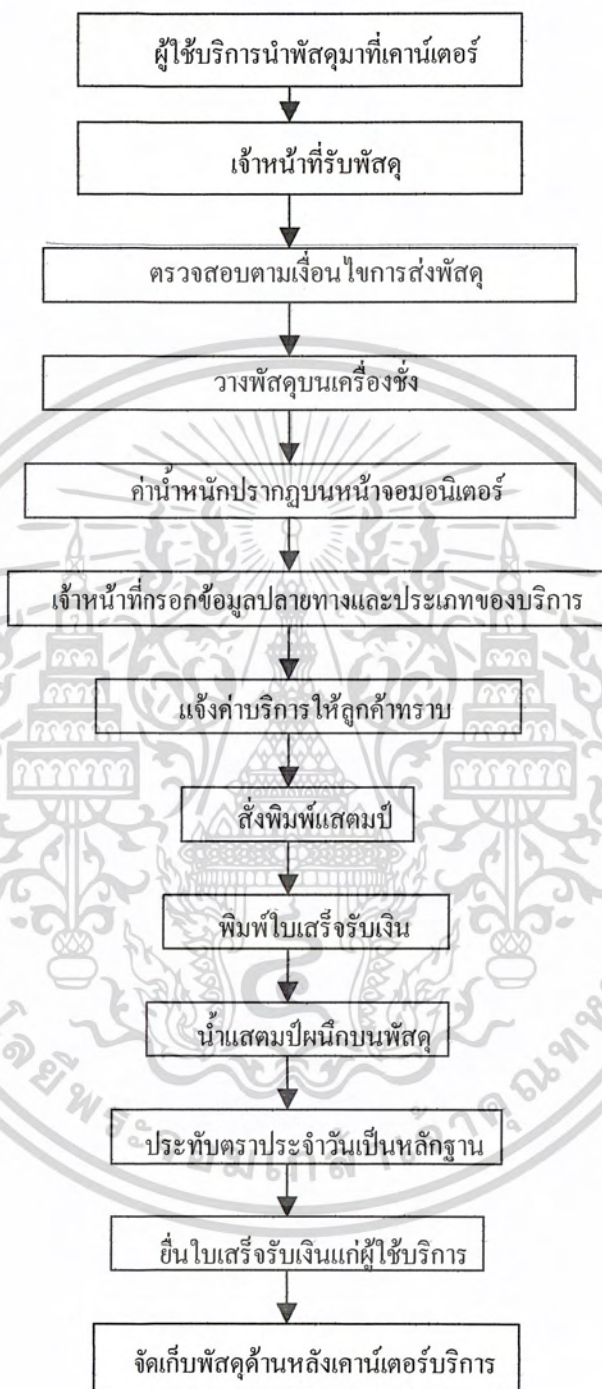 ผู้ใช้บริการนำพัสดุมาที่เคาน์เตอร์
เจ้าหน้าที่รับพัสดุ
ตรวจสอบตามเงื่อนไขการส่งพัสดุ
วางพัสดุบนเครื่องชั่ง
ค่าน้ำหนักปรากฏบนหน้าจอมอนิเตอร์
เจ้าหน้าที่กรอกข้อมูลปลายทางและประเภทของบริการ
แจ้งค่าบริการให้ลูกค้าทราบ
สั่งพิมพ์แสตมป์
พิมพ์ใบเสร็จรับเงิน
น้ำแสตมป์ผนึกบนพัสดุ
ประทับตราประจำวันเป็นหลักฐาน
ยื่นใบเสร็จรับเงินแก่ผู้ใช้บริการ
จัดเก็บพัสดุด้านหลังเคาน์เตอร์บริการ